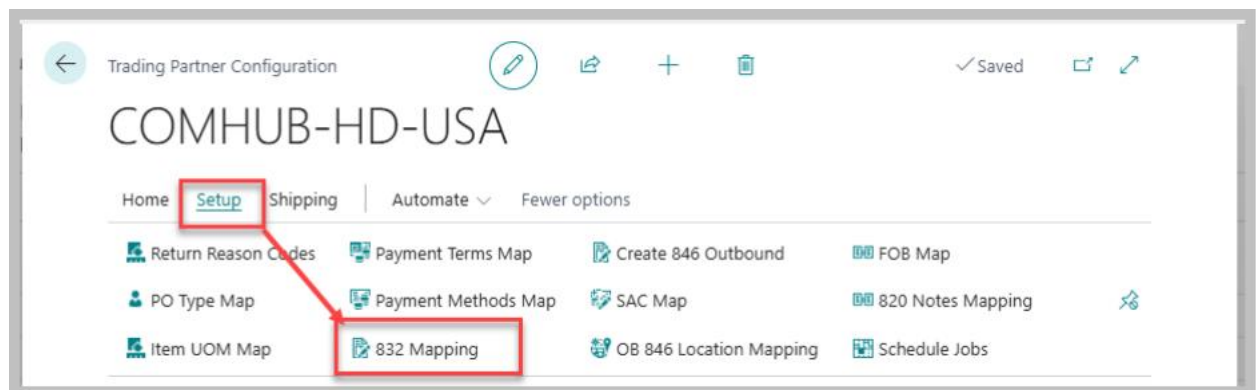 Trading Partner Configuration
Saved
COMHUB-HD-USA
Home Setup Shipping Automate Fewer options
Return Reason Codes Payment Terms Map Create 846 Outbound FOB Map
PO Type Map Payment Methods Map SAC Map 820 Notes Mapping
Item UOM Map 832 Mapping OB 846 Location Mapping Schedule Jobs